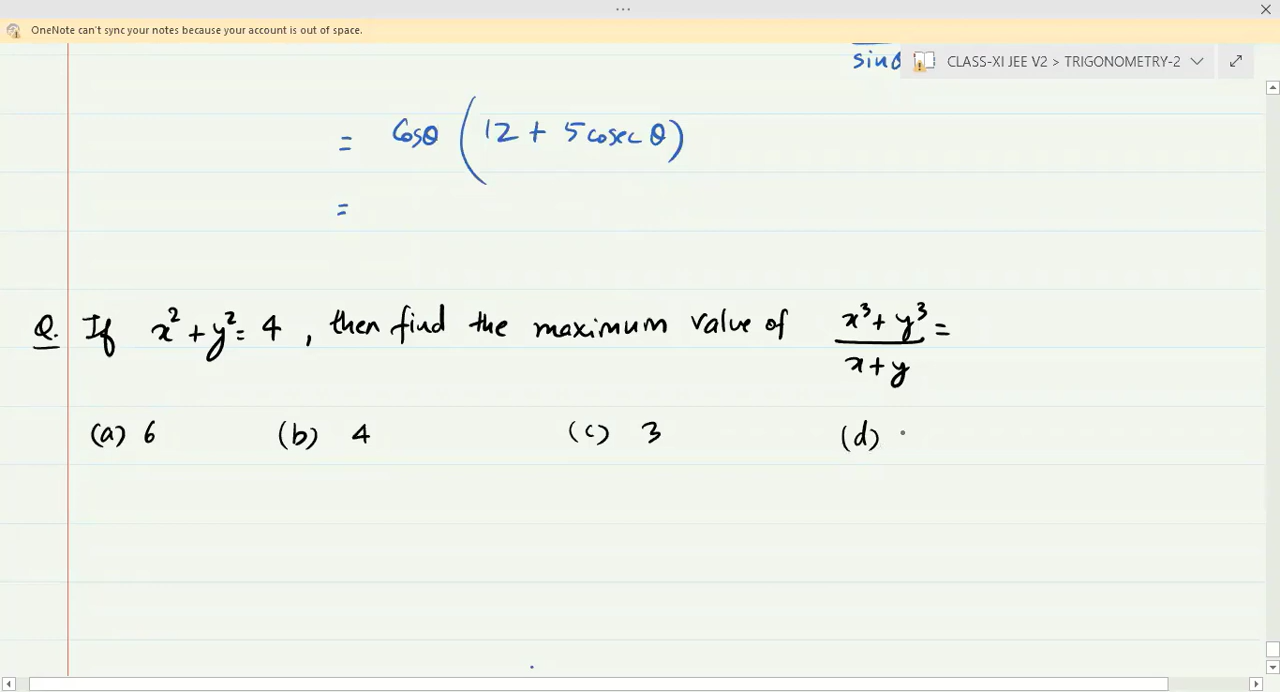 OneNote can't sync your notes because your account is out of space.
CLASS-XI JEE V2 > TRIGONOMETRY-2
sinθ
= Cosθ (12 + 5cosec θ)
=
Q. If x² + y² = 4 , then find the maximum value of (x³ + y³)/(x + y) =
(a) 6 (b) 4 (c) 3 (d)